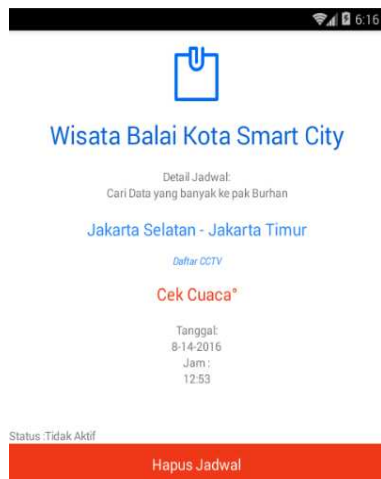 6:16
Wisata Balai Kota Smart City
Detail Jadwal:
Cari Data yang banyak ke pak Burhan
Jakarta Selatan - Jakarta Timur
Daftar CCTV
Cek Cuaca°
Tanggal:
8-14-2016
Jam :
12:53
Status :Tidak Aktif
Hapus Jadwal